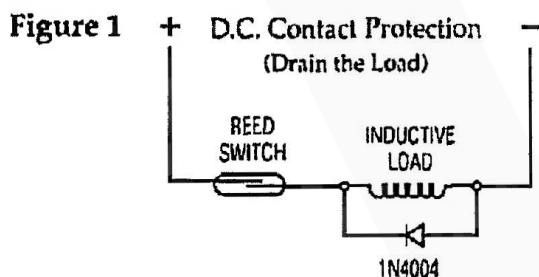 Figure 1 + D.C. Contact Protection −
(Drain the Load)
REED
SWITCH
INDUCTIVE
LOAD
1N4004